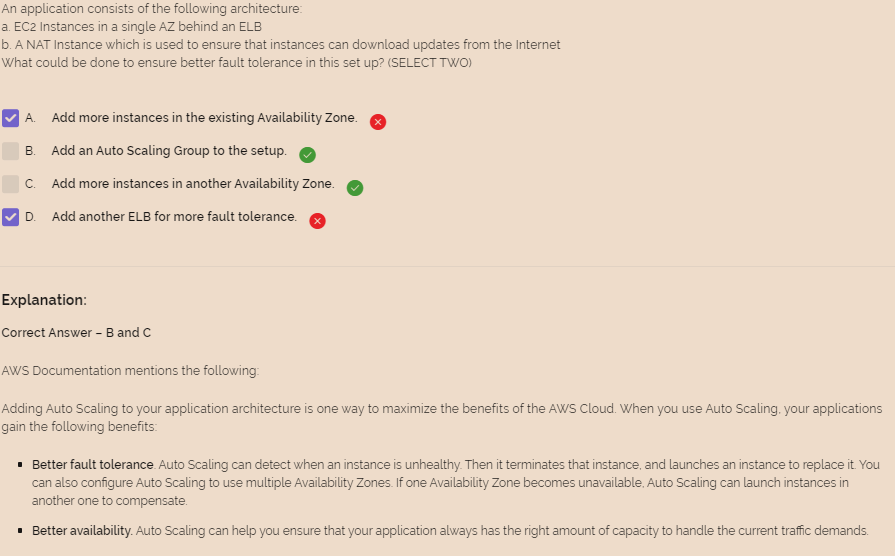 An application consists of the following architecture:
a. EC2 Instances in a single AZ behind an ELB
b. A NAT Instance which is used to ensure that instances can download updates from the Internet
What could be done to ensure better fault tolerance in this set up? (SELECT TWO)
A. Add more instances in the existing Availability Zone.
B. Add an Auto Scaling Group to the setup.
C. Add more instances in another Availability Zone.
D. Add another ELB for more fault tolerance.
Explanation:
Correct Answer – B and C
AWS Documentation mentions the following:
Adding Auto Scaling to your application architecture is one way to maximize the benefits of the AWS Cloud. When you use Auto Scaling, your applications
gain the following benefits:
▪ Better fault tolerance. Auto Scaling can detect when an instance is unhealthy. Then it terminates that instance, and launches an instance to replace it. You
can also configure Auto Scaling to use multiple Availability Zones. If one Availability Zone becomes unavailable, Auto Scaling can launch instances in
another one to compensate.
▪ Better availability. Auto Scaling can help you ensure that your application always has the right amount of capacity to handle the current traffic demands.